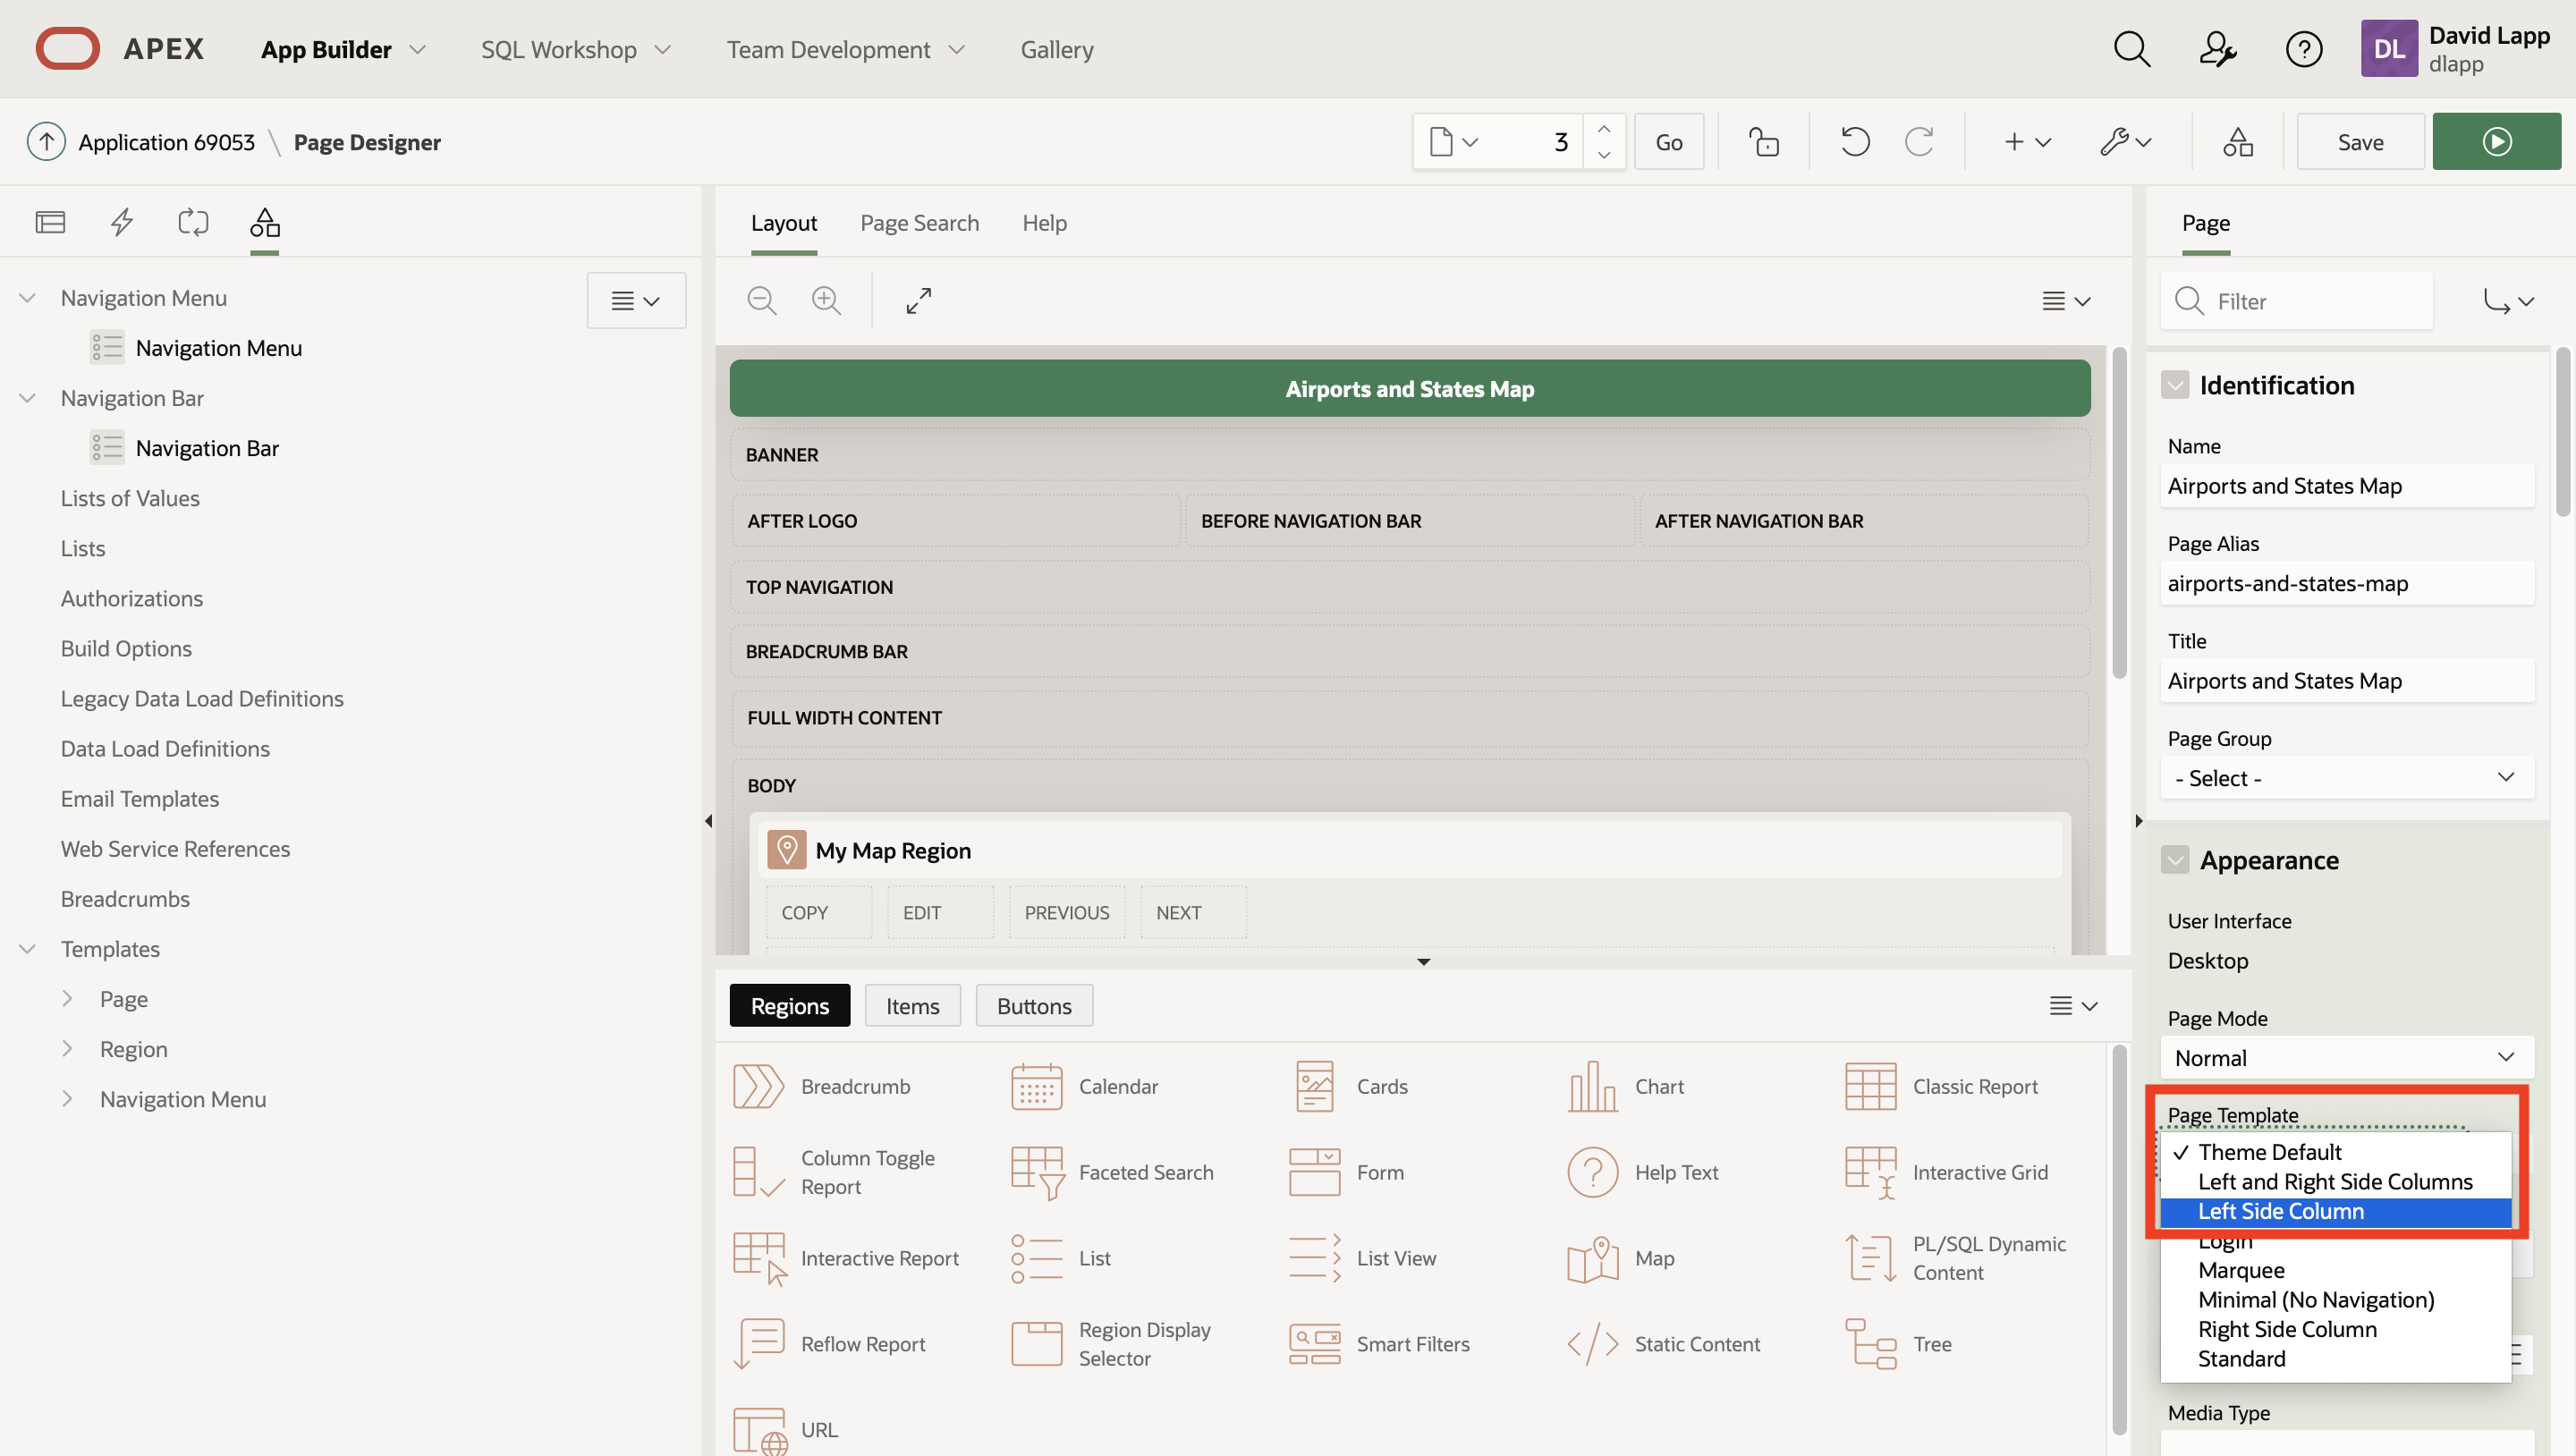 APEX
App Builder
SQL Workshop
Team Development
Gallery
DL
David Lapp
dlapp
Application 69053
Page Designer
3
Go
Save
Navigation Menu
Navigation Menu
Navigation Bar
Navigation Bar
Lists of Values
Lists
Authorizations
Build Options
Legacy Data Load Definitions
Data Load Definitions
Email Templates
Web Service References
Breadcrumbs
Templates
Page
Region
Navigation Menu
Layout
Page Search
Help
Airports and States Map
BANNER
AFTER LOGO
BEFORE NAVIGATION BAR
AFTER NAVIGATION BAR
TOP NAVIGATION
BREADCRUMB BAR
FULL WIDTH CONTENT
BODY
My Map Region
COPY
EDIT
PREVIOUS
NEXT
Regions
Items
Buttons
Breadcrumb
Calendar
Cards
Chart
Classic Report
Column Toggle
Report
Faceted Search
Form
Help Text
Interactive Grid
Interactive Report
List
List View
Map
PL/SQL Dynamic
Content
Reflow Report
Region Display
Selector
Smart Filters
Static Content
Tree
URL
Page
Filter
Identification
Name
Airports and States Map
Page Alias
airports-and-states-map
Title
Airports and States Map
Page Group
- Select -
Appearance
User Interface
Desktop
Page Mode
Normal
Page Template
✓ Theme Default
Left and Right Side Columns
Left Side Column
Login
Marquee
Minimal (No Navigation)
Right Side Column
Standard
Media Type